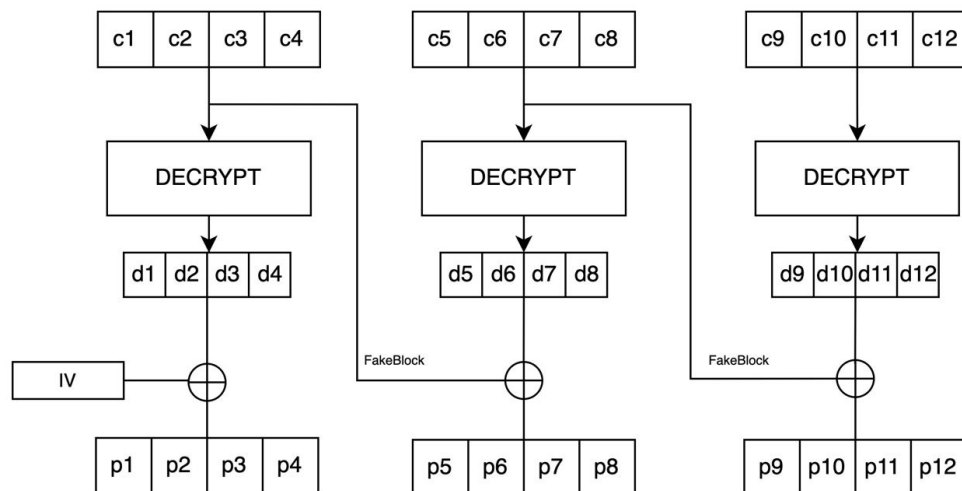 c1 c2 c3 c4 c5 c6 c7 c8 c9 c10 c11 c12
DECRYPT DECRYPT DECRYPT
d1 d2 d3 d4 d5 d6 d7 d8 d9 d10 d11 d12
FakeBlock FakeBlock
IV
p1 p2 p3 p4 p5 p6 p7 p8 p9 p10 p11 p12